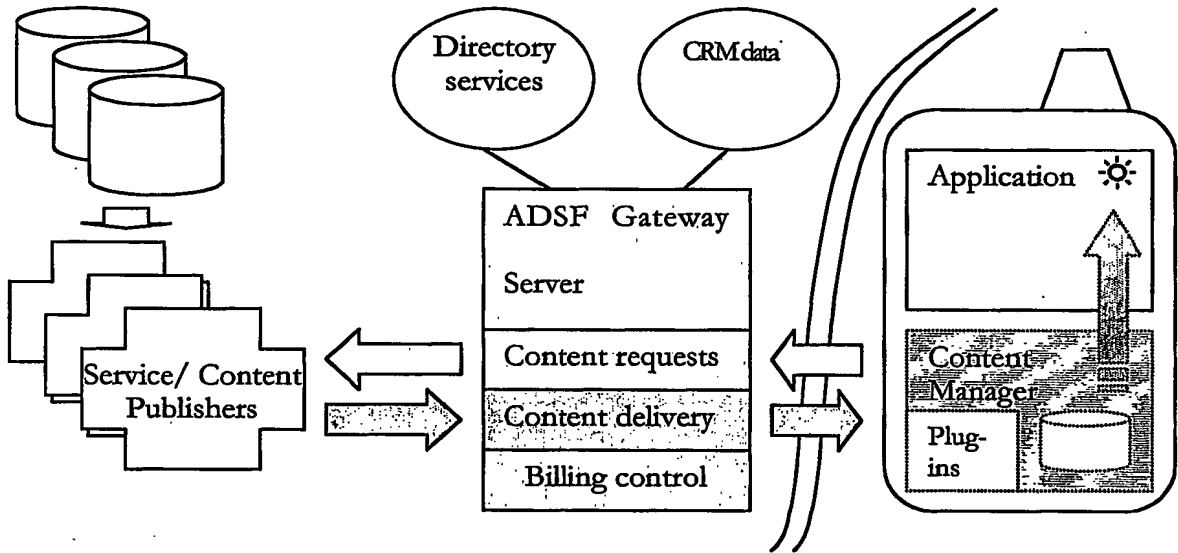 Directory
services
CRM data
ADSF Gateway
Server
Content requests
Content delivery
Billing control
Service/ Content
Publishers
Application
Content
Manager
Plug-
ins